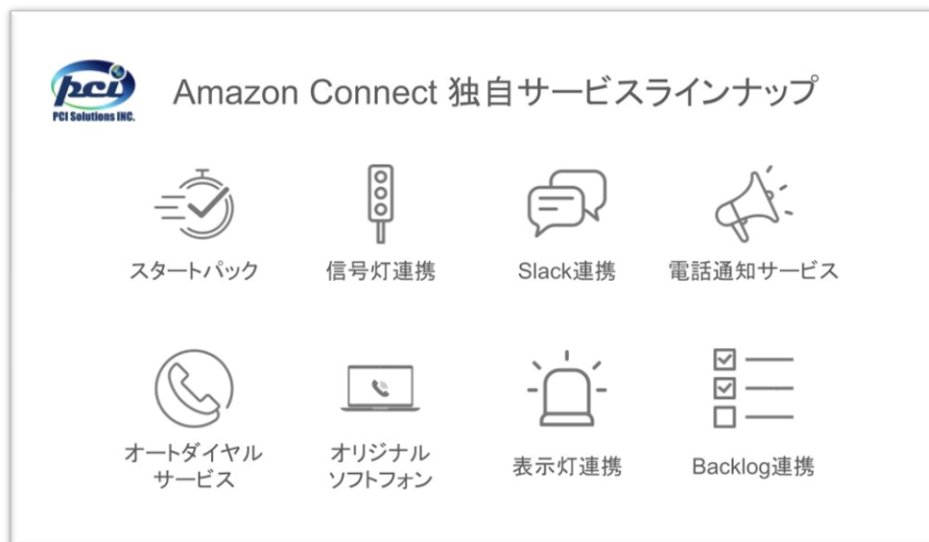 pci
PCI Solutions INC.
Amazon Connect 独自サービスラインナップ
スタートパック
信号灯連携
Slack連携
電話通知サービス
オートダイヤル
サービス
オリジナル
ソフトフォン
表示灯連携
Backlog連携